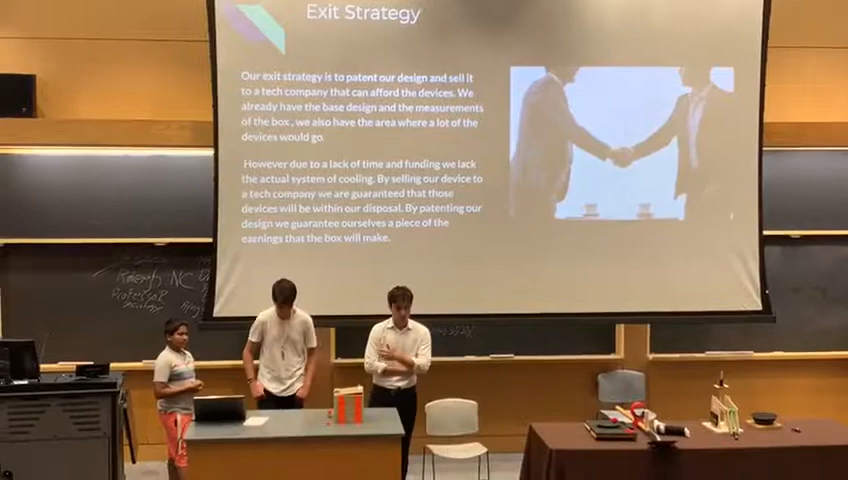 Exit Strategy
Our exit strategy is to patent our design and sell it
to a tech company that can afford the devices. We
already have the base design and the measurements
of the box , we also have the area where a lot of the
devices would go.
However due to a lack of time and funding we lack
the actual system of cooling. By selling our device to
a tech company we are guaranteed that those
devices will be within our disposal. By patenting our
design we guarantee ourselves a piece of the
earnings that the box will make.
NC
Professor